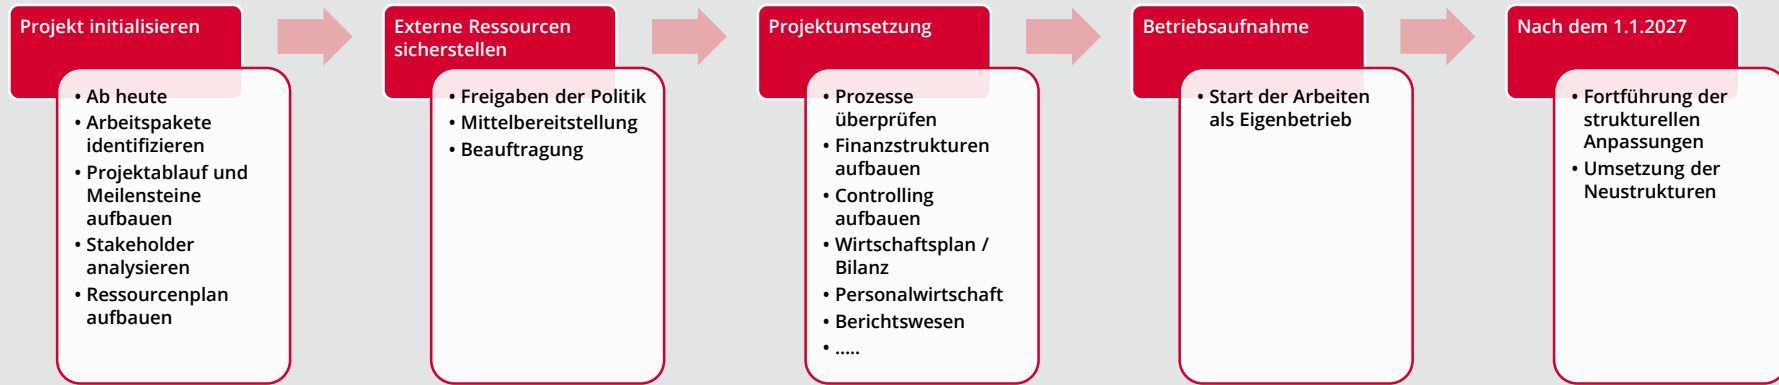 Projekt initialisieren
• Ab heute
• Arbeitspakete
identifizieren
• Projektablauf und
Meilensteine
aufbauen
• Stakeholder
analysieren
• Ressourcenplan
aufbauen
Externe Ressourcen
sicherstellen
• Freigaben der Politik
• Mittelbereitstellung
• Beauftragung
Projektumsetzung
• Prozesse
überprüfen
• Finanzstrukturen
aufbauen
• Controlling
aufbauen
• Wirtschaftsplan /
Bilanz
• Personalwirtschaft
• Berichtswesen
• .....
Betriebsaufnahme
• Start der Arbeiten
als Eigenbetrieb
Nach dem 1.1.2027
• Fortführung der
strukturellen
Anpassungen
• Umsetzung der
Neustrukturen